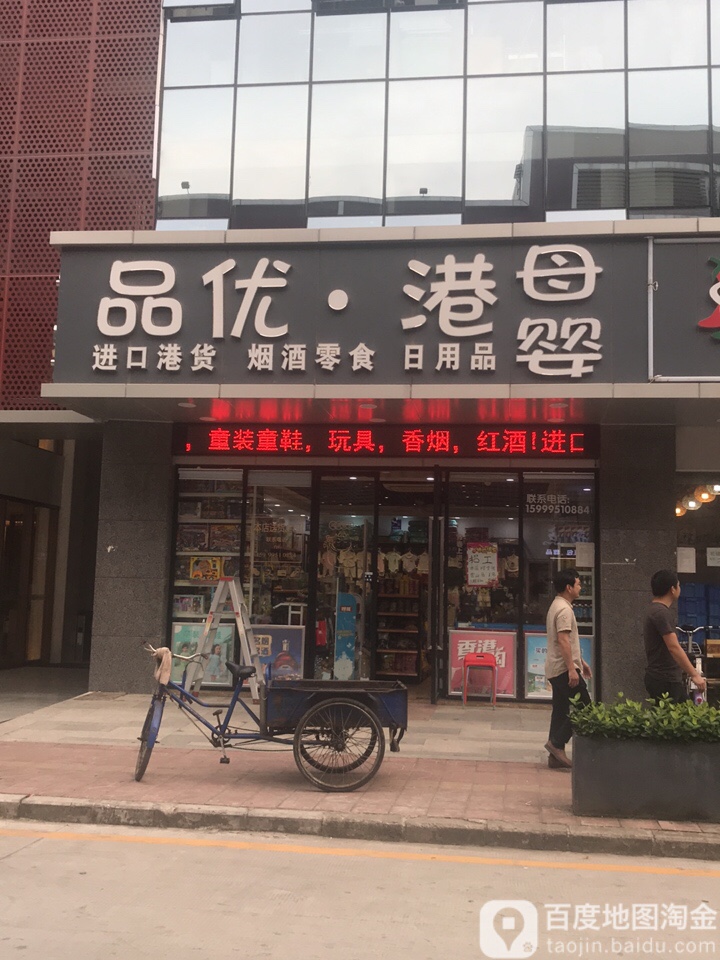 品优·港母婴
进口港货 烟酒零食 日用品
，童装童鞋，玩具，香烟，红酒！进口
联系电话：
15999510884
香港
百度地图淘金
taojin.baidu.com